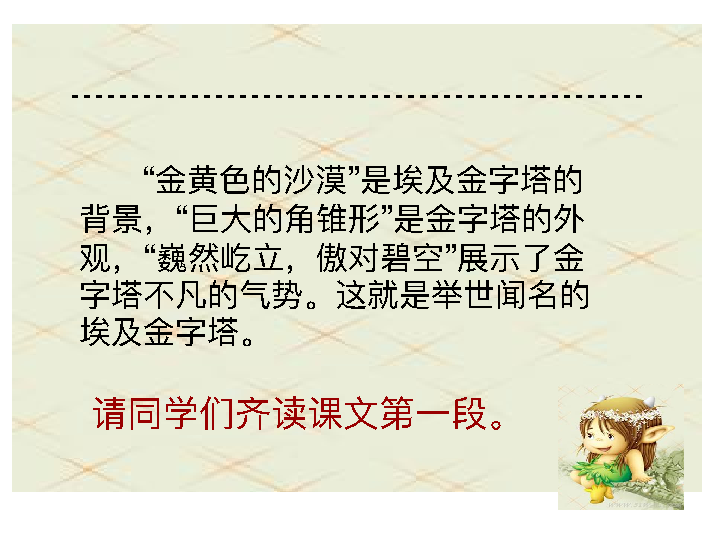 “金黄色的沙漠”是埃及金字塔的
背景，“巨大的角锥形”是金字塔的外
观，“巍然屹立，傲对碧空”展示了金
字塔不凡的气势。这就是举世闻名的
埃及金字塔。
请同学们齐读课文第一段。